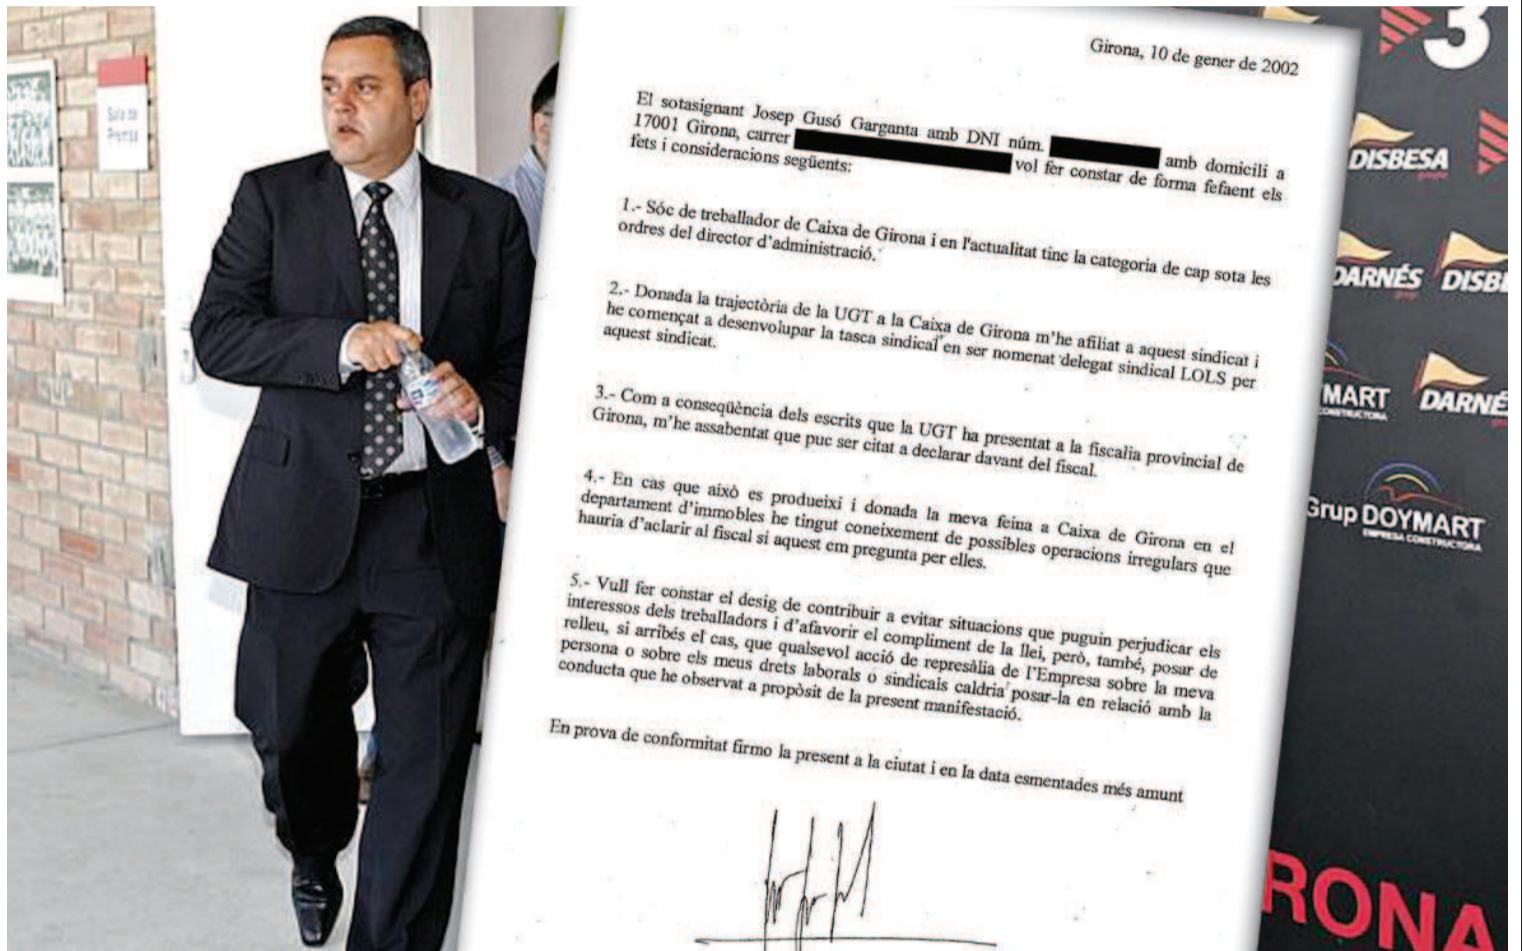 Sala de
Premsa
Girona, 10 de gener de 2002
El sotasignant Josep Gusó Garganta amb DNI núm. amb domicili a
17001 Girona, carrer vol fer constar de forma fefaent els
fets i consideracions següents:
1.- Sóc de treballador de Caixa de Girona i en l'actualitat tinc la categoria de cap sota les
ordres del director d'administració.
2.- Donada la trajectòria de la UGT a la Caixa de Girona m'he afiliat a aquest sindicat i
he començat a desenvolupar la tasca sindical en ser nomenat delegat sindical LOLS per
aquest sindicat.
3.- Com a conseqüència dels escrits que la UGT ha presentat a la fiscalia provincial de
Girona, m'he assabentat que puc ser citat a declarar davant del fiscal.
4.- En cas que això es produeixi i donada la meva feina a Caixa de Girona en el
departament d'immobles he tingut coneixement de possibles operacions irregulars que
hauria d'aclarir al fiscal si aquest em pregunta per elles.
5.- Vull fer constar el desig de contribuir a evitar situacions que puguin perjudicar els
interessos dels treballadors i d'afavorir el compliment de la llei, però, també, posar de
relleu, si arribés el cas, que qualsevol acció de represàlia de l'Empresa sobre la meva
persona o sobre els meus drets laborals o sindicals caldria posar-la en relació amb la
conducta que he observat a propòsit de la present manifestació.
En prova de conformitat firmo la present a la ciutat i en la data esmentades més amunt
3
DISBESA
grup
DARNÉS DISBE
MART DARNÉ
CONSTRUCTORA
Grup DOYMART
EMPRESA CONSTRUCTORA
RONA